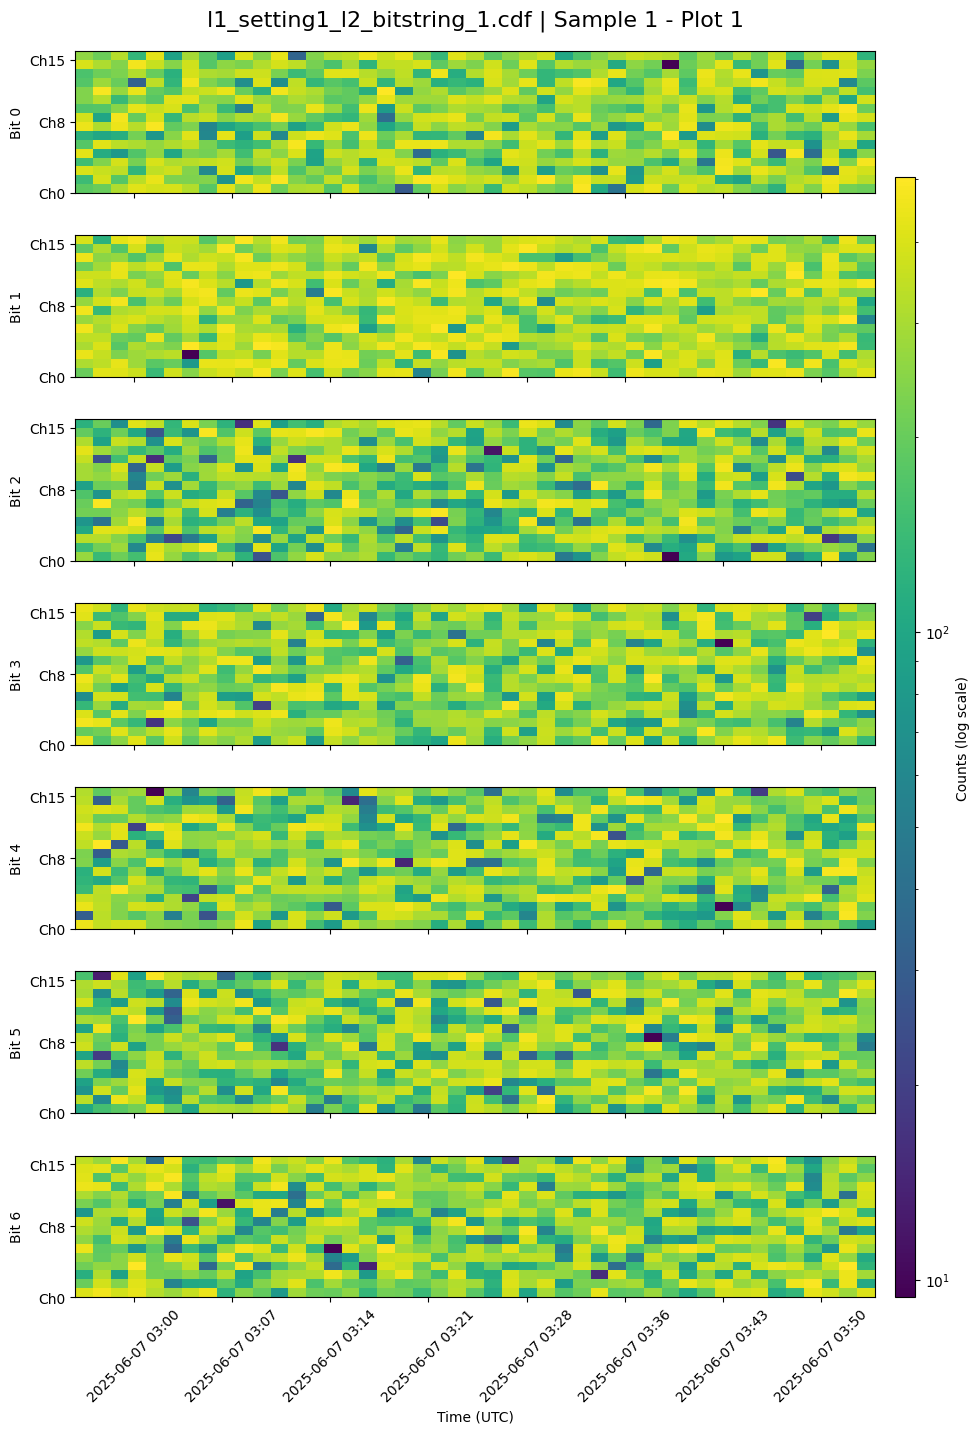 l1_setting1_l2_bitstring_1.cdf | Sample 1 - Plot 1
Bit 0
Ch15
Ch8
Ch0
Bit 1
Ch15
Ch8
Ch0
Bit 2
Ch15
Ch8
Ch0
Bit 3
Ch15
Ch8
Ch0
Bit 4
Ch15
Ch8
Ch0
Bit 5
Ch15
Ch8
Ch0
Bit 6
Ch15
Ch8
Ch0
2025-06-07 03:00
2025-06-07 03:07
2025-06-07 03:14
2025-06-07 03:21
2025-06-07 03:28
2025-06-07 03:36
2025-06-07 03:43
2025-06-07 03:50
Time (UTC)
10²
10¹
Counts (log scale)